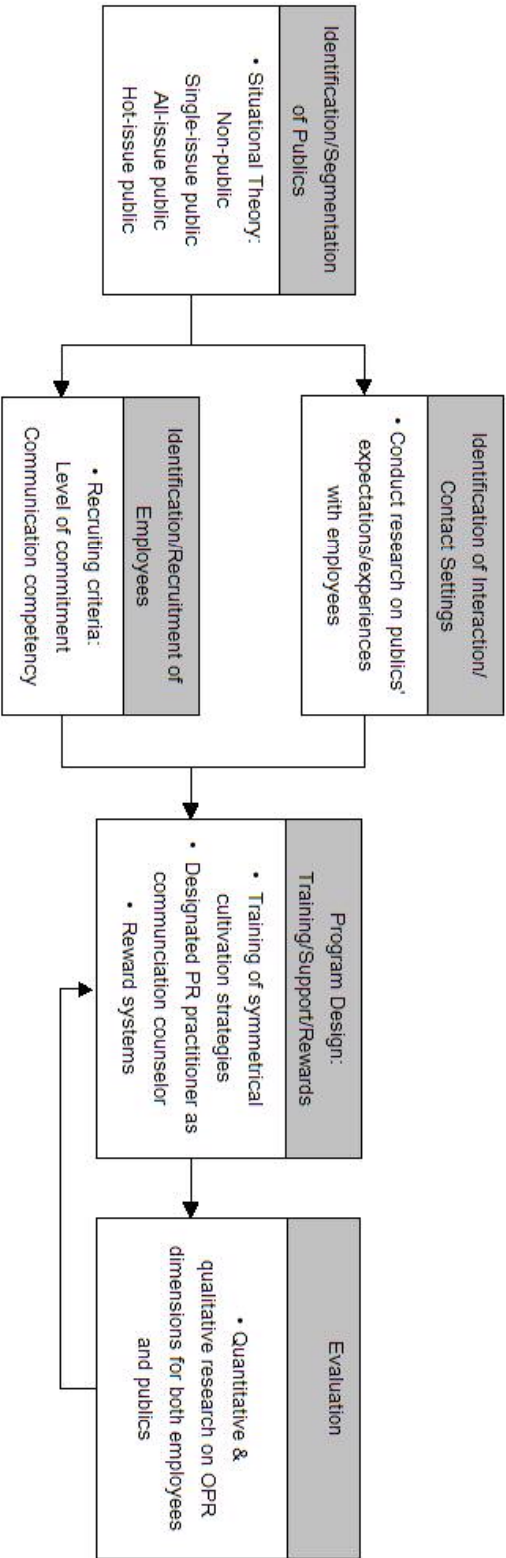 Identification/Segmentation
of Publics
• Situational Theory:
Non-public
Single-issue public
All-issue public
Hot-issue public
Identification of Interaction/
Contact Settings
• Conduct research on publics'
expectations/experiences
with employees
Identification/Recruitment of
Employees
• Recruiting criteria:
Level of commitment
Communication competency
Program Design:
Training/Support/Rewards
• Training of symmetrical
cultivation strategies
• Designated PR practitioner as
communciation counselor
• Reward systems
Evaluation
• Quantitative &
qualitative research on OPR
dimensions for both employees
and publics